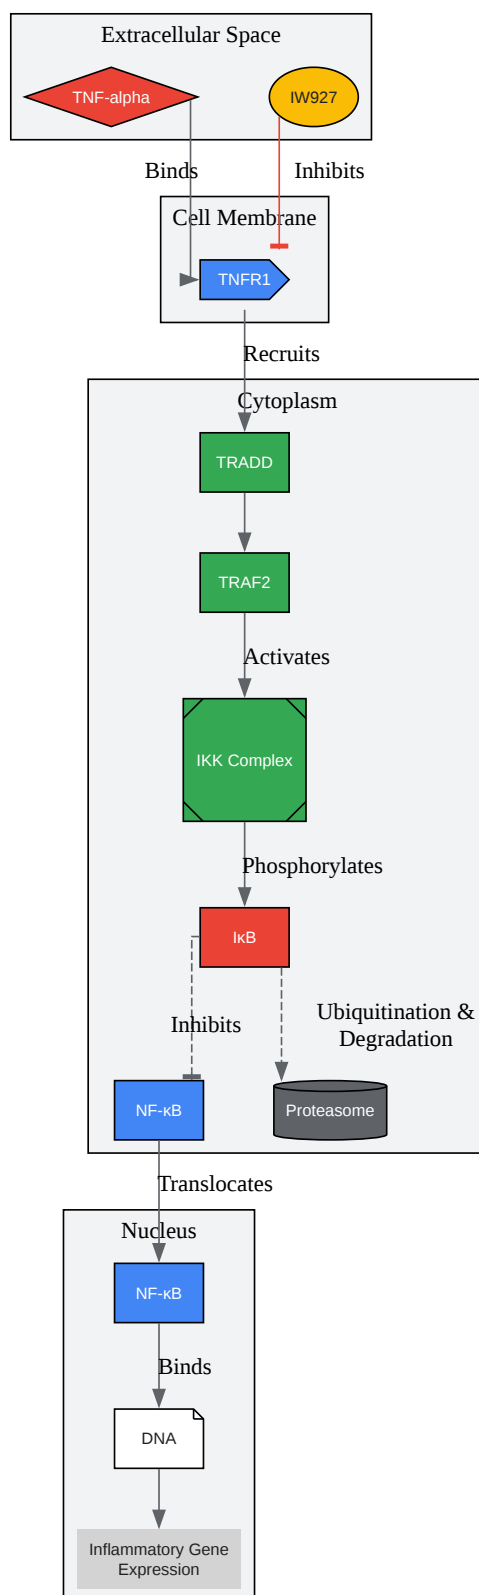 Extracellular Space
TNF-alpha
IW927
Binds
Inhibits
Cell Membrane
TNFR1
Recruits
Cytoplasm
TRADD
TRAF2
Activates
IKK Complex
Phosphorylates
IκB
Inhibits
Ubiquitination &
Degradation
NF-κB
Proteasome
Translocates
Nucleus
NF-κB
Binds
DNA
Inflammatory Gene
Expression